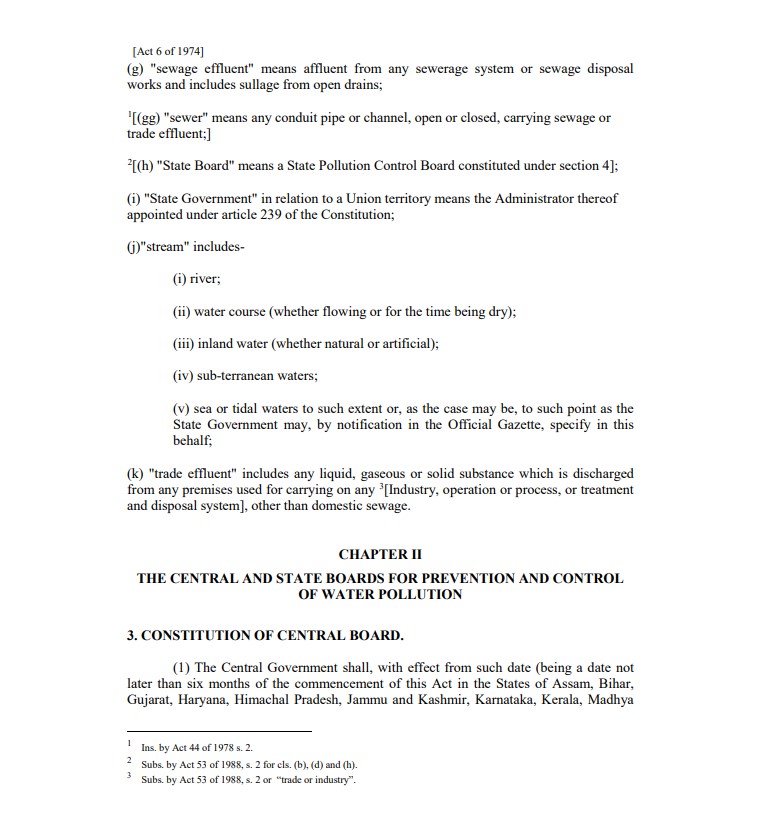 [Act 6 of 1974]
(g) "sewage effluent" means affluent from any sewerage system or sewage disposal
works and includes sullage from open drains;
1[(gg) "sewer" means any conduit pipe or channel, open or closed, carrying sewage or
trade effluent;]
2[(h) "State Board" means a State Pollution Control Board constituted under section 4];
(i) "State Government" in relation to a Union territory means the Administrator thereof
appointed under article 239 of the Constitution;
(j)"stream" includes-
(i) river;
(ii) water course (whether flowing or for the time being dry);
(iii) inland water (whether natural or artificial);
(iv) sub-terranean waters;
(v) sea or tidal waters to such extent or, as the case may be, to such point as the
State Government may, by notification in the Official Gazette, specify in this
behalf;
(k) "trade effluent" includes any liquid, gaseous or solid substance which is discharged
from any premises used for carrying on any 3[Industry, operation or process, or treatment
and disposal system], other than domestic sewage.
CHAPTER II
THE CENTRAL AND STATE BOARDS FOR PREVENTION AND CONTROL
OF WATER POLLUTION
3. CONSTITUTION OF CENTRAL BOARD.
(1) The Central Government shall, with effect from such date (being a date not
later than six months of the commencement of this Act in the States of Assam, Bihar,
Gujarat, Haryana, Himachal Pradesh, Jammu and Kashmir, Karnataka, Kerala, Madhya
1 Ins. by Act 44 of 1978 s. 2.
2 Subs. by Act 53 of 1988, s. 2 for cls. (b), (d) and (h).
3 Subs. by Act 53 of 1988, s. 2 or "trade or industry".